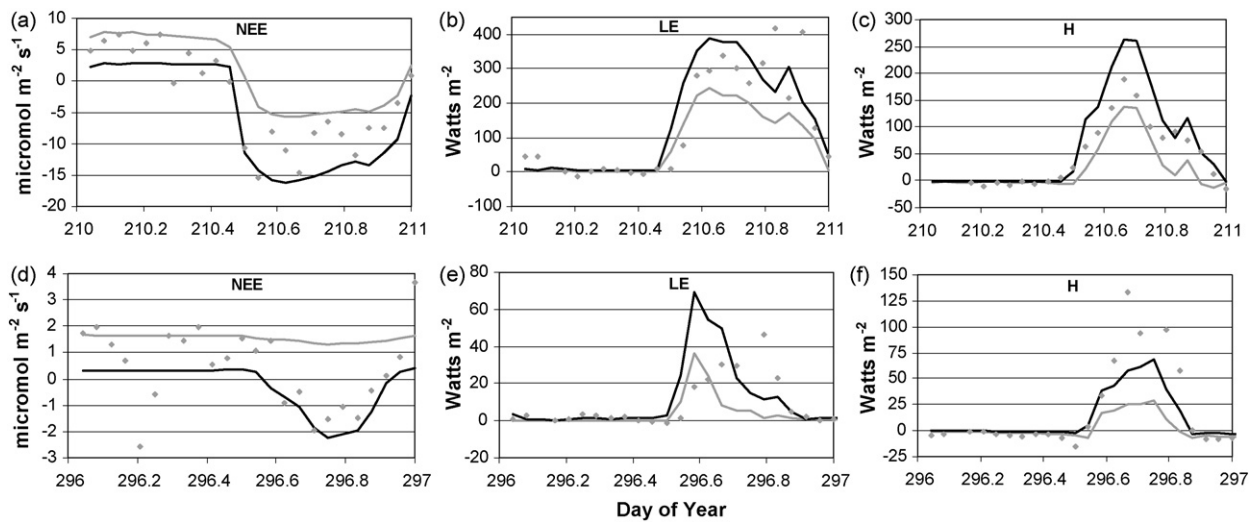 (a) NEE
micromol m⁻² s⁻¹
10
5
0
-5
-10
-15
-20
210 210.2 210.4 210.6 210.8 211
(b) LE
Watts m⁻²
400
300
200
100
0
-100
210 210.2 210.4 210.6 210.8 211
(c) H
Watts m⁻²
300
250
200
150
100
50
0
-50
210 210.2 210.4 210.6 210.8 211
(d) NEE
micromol m⁻² s⁻¹
4
3
2
1
0
-1
-2
-3
296 296.2 296.4 296.6 296.8 297
(e) LE
Watts m⁻²
80
60
40
20
0
-20
296 296.2 296.4 296.6 296.8 297
(f) H
Watts m⁻²
150
125
100
75
50
25
0
-25
296 296.2 296.4 296.6 296.8 297
Day of Year